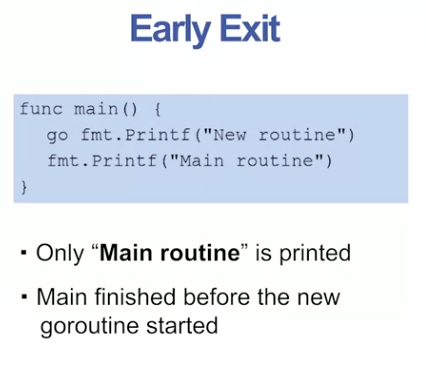 Early Exit
func main() {
go fmt.Printf("New routine")
fmt.Printf("Main routine")
}
▪ Only “Main routine” is printed
▪ Main finished before the new
goroutine started